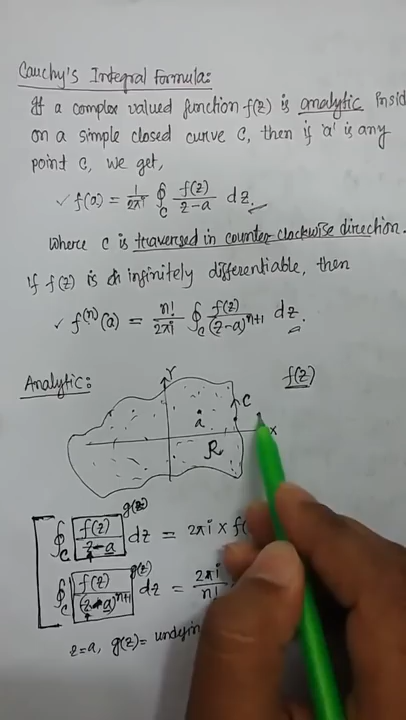 Cauchy's Integral Formula:
If a complex valued function f(z) is analytic insid
on a simple closed curve C, then if 'a' is any
point C, we get,
✓ f(a) = 1/2πi ∮C f(z)/z-a dz.
where C is traversed in counter clockwise direction.
If f(z) is infinitely differentiable, then
✓ f(n)(a) = n!/2πi ∮C f(z)/(z-a)^n+1 dz.
Analytic:
Y
f(z)
C
a
X
R
∮C f(z)/z-a dz = 2πi × f(
g(z)
∮C f(z)/(z-a)^n+1 dz = 2πi/n!
g(z)
z=a, g(z)= undefin